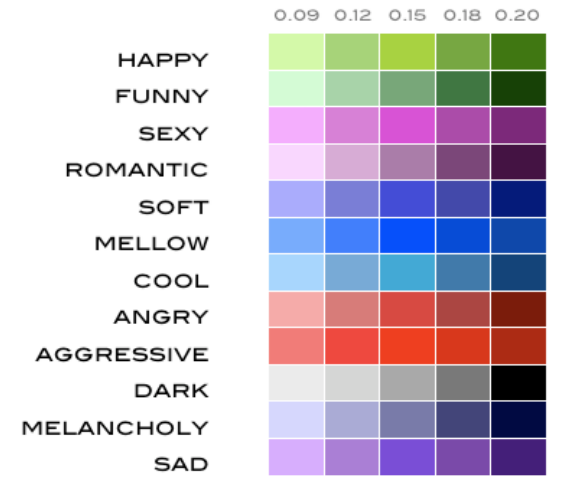 0.09 0.12 0.15 0.18 0.20
HAPPY
FUNNY
SEXY
ROMANTIC
SOFT
MELLOW
COOL
ANGRY
AGGRESSIVE
DARK
MELANCHOLY
SAD